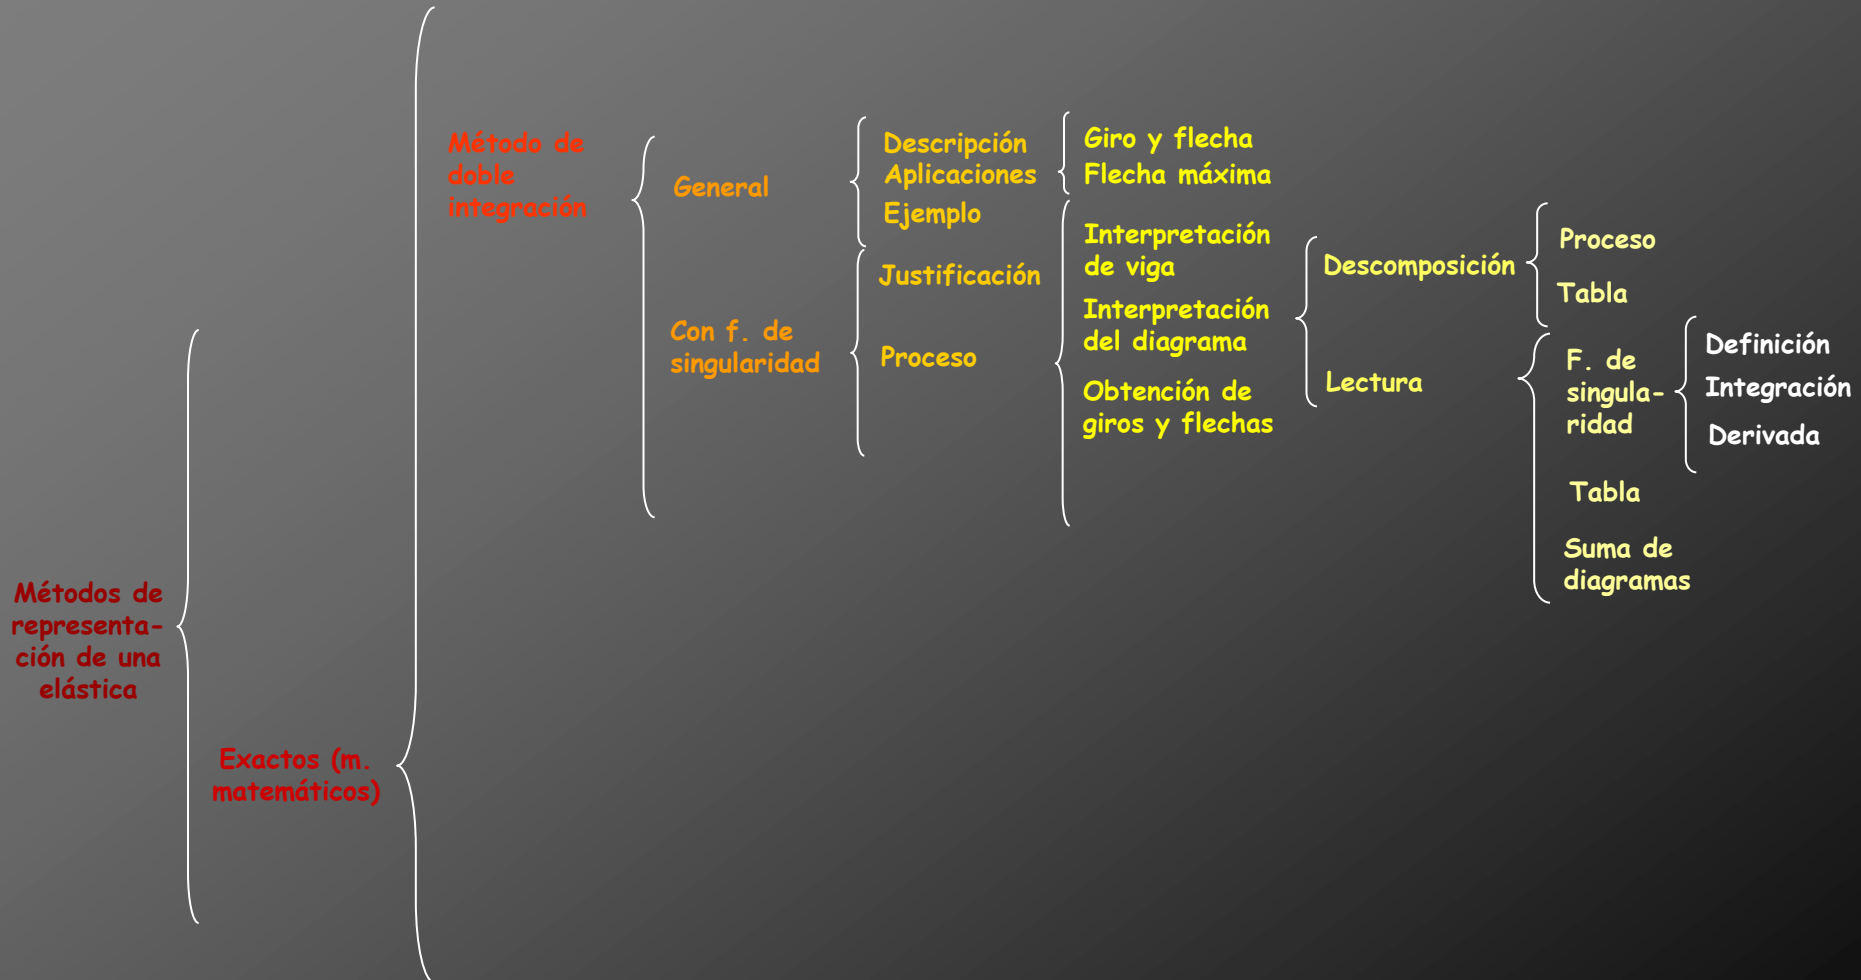 Métodos de
representa-
ción de una
elástica
Exactos (m.
matemáticos)
Método de
doble
integración
General
Descripción
Aplicaciones
Ejemplo
Giro y flecha
Flecha máxima
Con f. de
singularidad
Justificación
Proceso
Interpretación
de viga
Interpretación
del diagrama
Obtención de
giros y flechas
Descomposición
Proceso
Tabla
Lectura
F. de
singula-
ridad
Definición
Integración
Derivada
Tabla
Suma de
diagramas